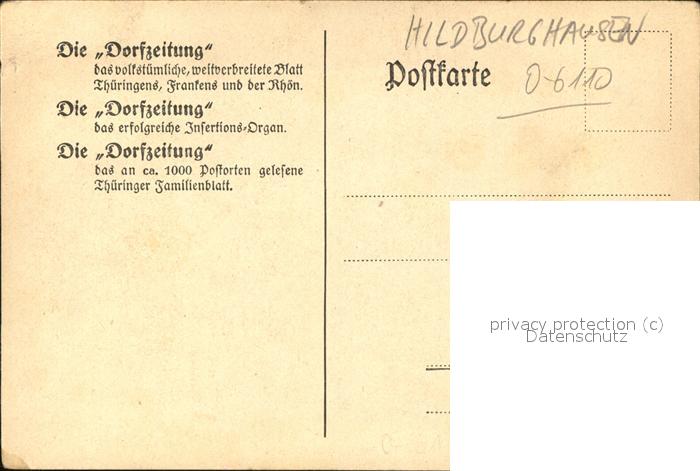 Die „Dorfzeitung“
das volkstümliche, weitverbreitete Blatt
Thüringens, Frankens und der Rhön.
Die „Dorfzeitung“
das erfolgreiche Insertions-Organ.
Die „Dorfzeitung“
das an ca. 1000 Postorten gelesene
Thüringer Familienblatt.
HILDBURGHAUSEN
Postkarte
O-6110
privacy protection (c)
Datenschutz